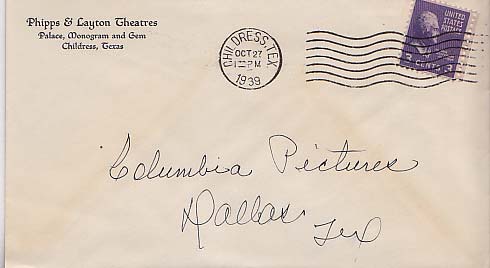 Phipps & Layton Theatres
Palace, Monogram and Gem
Childress, Texas
CHILDRESS, TEX.
OCT 27
PM
1939
UNITED
STATES
POSTAGE
3 CENTS 3
Columbia Pictures
Dallas
Tex